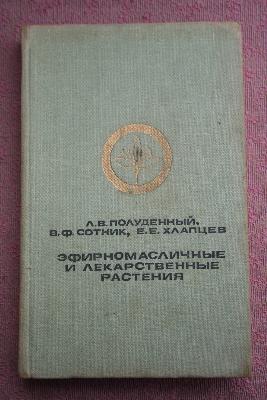 Л.В. ПОЛУДЕННЫЙ,
В.Ф. СОТНИК, Е.Е. ХЛАПЦЕВ
ЭФИРНОМАСЛИЧНЫЕ
И ЛЕКАРСТВЕННЫЕ
РАСТЕНИЯ